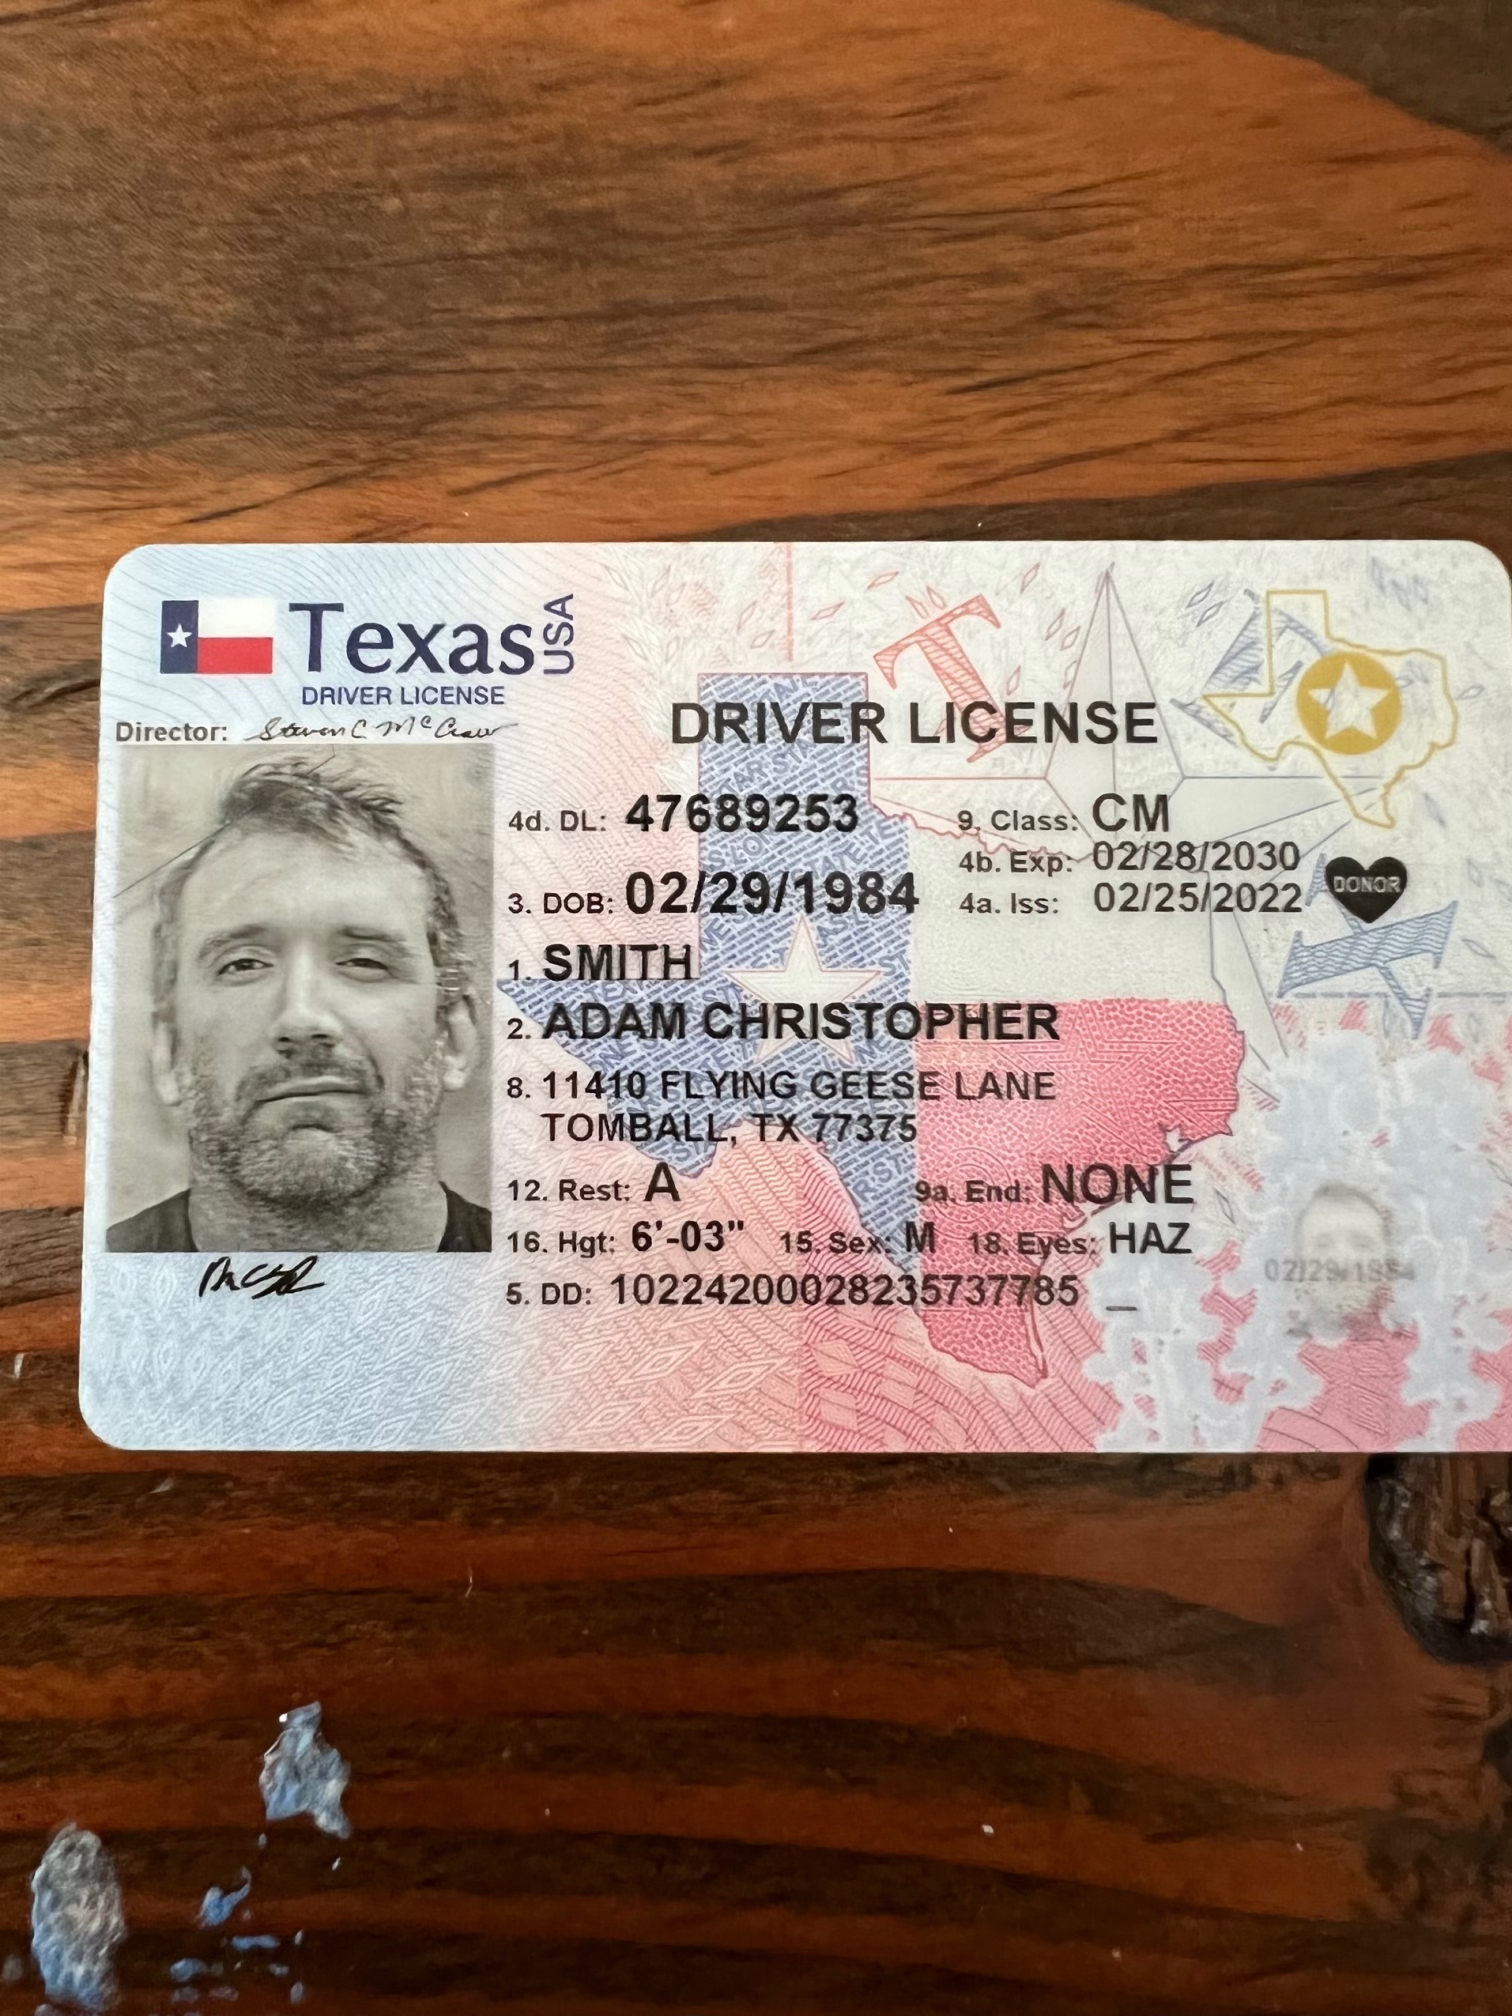 Texas USA
DRIVER LICENSE
Director: Steven C McCraw
DRIVER LICENSE
4d. DL: 47689253
9. Class: CM
4b. Exp: 02/28/2030
3. DOB: 02/29/1984
4a. Iss: 02/25/2022
DONOR
1. SMITH
2. ADAM CHRISTOPHER
8. 11410 FLYING GEESE LANE
TOMBALL, TX 77375
12. Rest: A
9a. End: NONE
16. Hgt: 6'-03" 15. Sex: M 18. Eyes: HAZ
5. DD: 10224200028235737785
02/29/1984